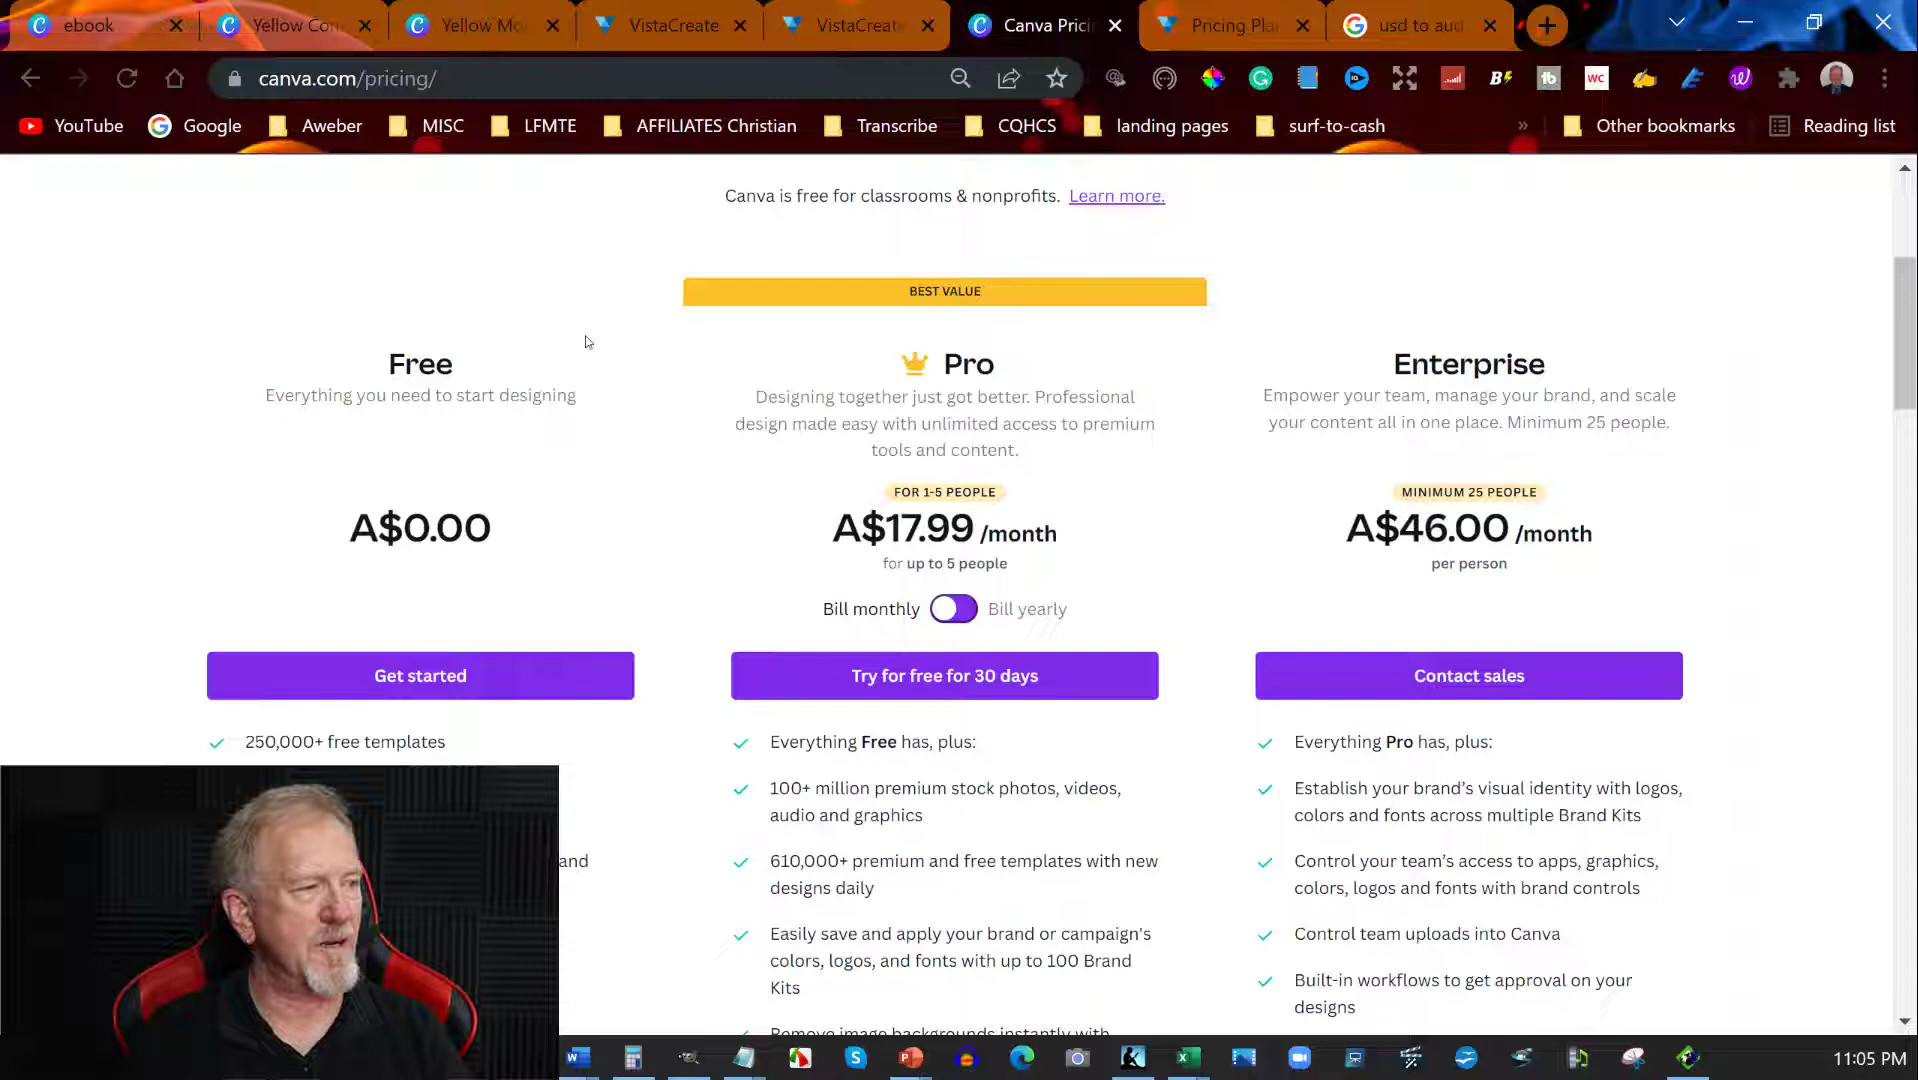 ebook
Yellow Con
Yellow Mo
VistaCreate
VistaCreate
Canva Prici
Pricing Pla
usd to aud
canva.com/pricing/
YouTube
Google
Aweber
MISC
LFMTE
AFFILIATES Christian
Transcribe
CQHCS
landing pages
surf-to-cash
Other bookmarks
Reading list
Canva is free for classrooms & nonprofits. Learn more.
BEST VALUE
Free
Everything you need to start designing
A$0.00
Get started
250,000+ free templates
and
Pro
Designing together just got better. Professional
design made easy with unlimited access to premium
tools and content.
FOR 1-5 PEOPLE
A$17.99 /month
for up to 5 people
Bill monthly
Bill yearly
Try for free for 30 days
Everything Free has, plus:
100+ million premium stock photos, videos,
audio and graphics
610,000+ premium and free templates with new
designs daily
Easily save and apply your brand or campaign's
colors, logos, and fonts with up to 100 Brand
Kits
Remove image backgrounds instantly with
Enterprise
Empower your team, manage your brand, and scale
your content all in one place. Minimum 25 people.
MINIMUM 25 PEOPLE
A$46.00 /month
per person
Contact sales
Everything Pro has, plus:
Establish your brand’s visual identity with logos,
colors and fonts across multiple Brand Kits
Control your team’s access to apps, graphics,
colors, logos and fonts with brand controls
Control team uploads into Canva
Built-in workflows to get approval on your
designs
11:05 PM